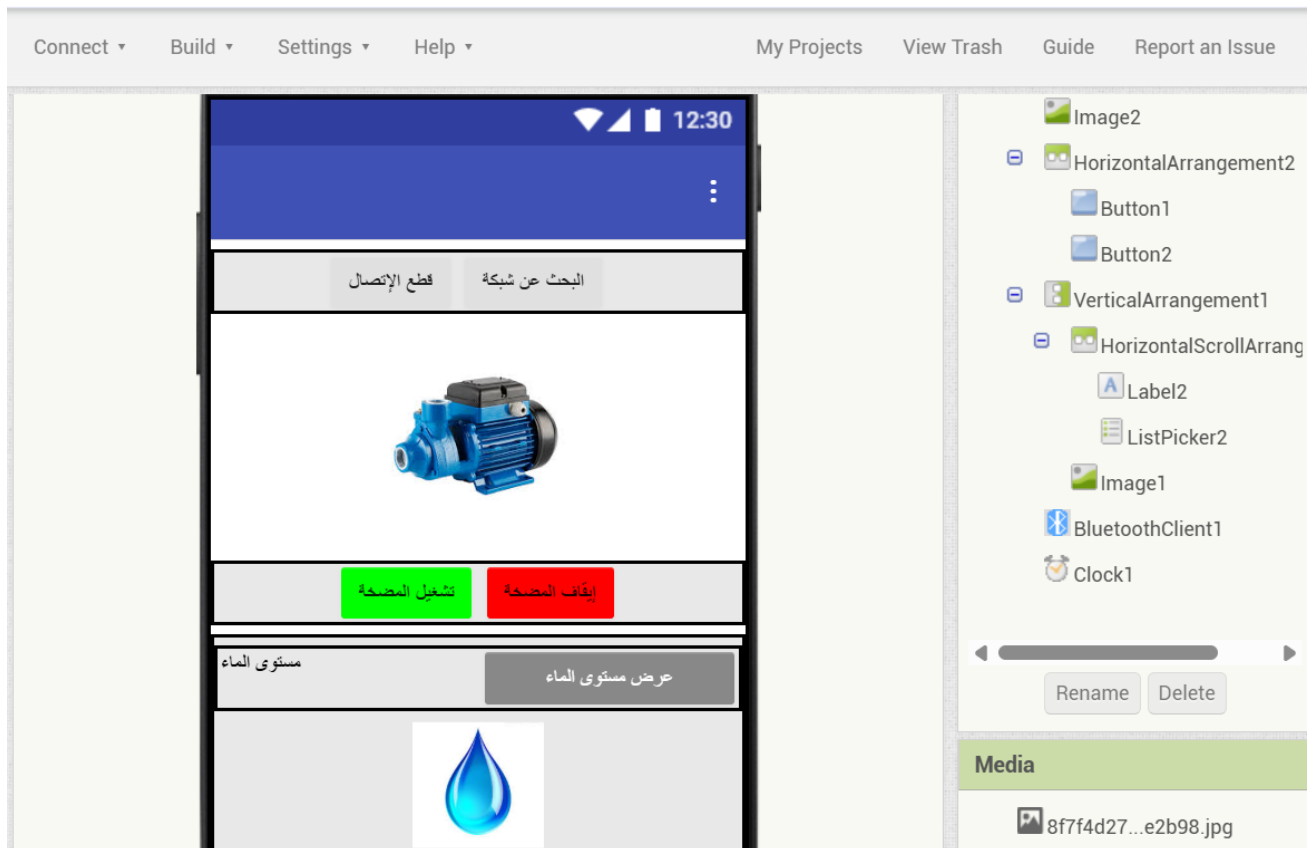 Connect Build Settings Help My Projects View Trash Guide Report an Issue
12:30
البحث عن شبكة قطع الإتصال
إيقاف المضخة تشغيل المضخة
مستوى الماء عرض مستوى الماء
Image2
HorizontalArrangement2
Button1
Button2
VerticalArrangement1
HorizontalScrollArrang
Label2
ListPicker2
Image1
BluetoothClient1
Clock1
Rename Delete
Media
8f7f4d27...e2b98.jpg